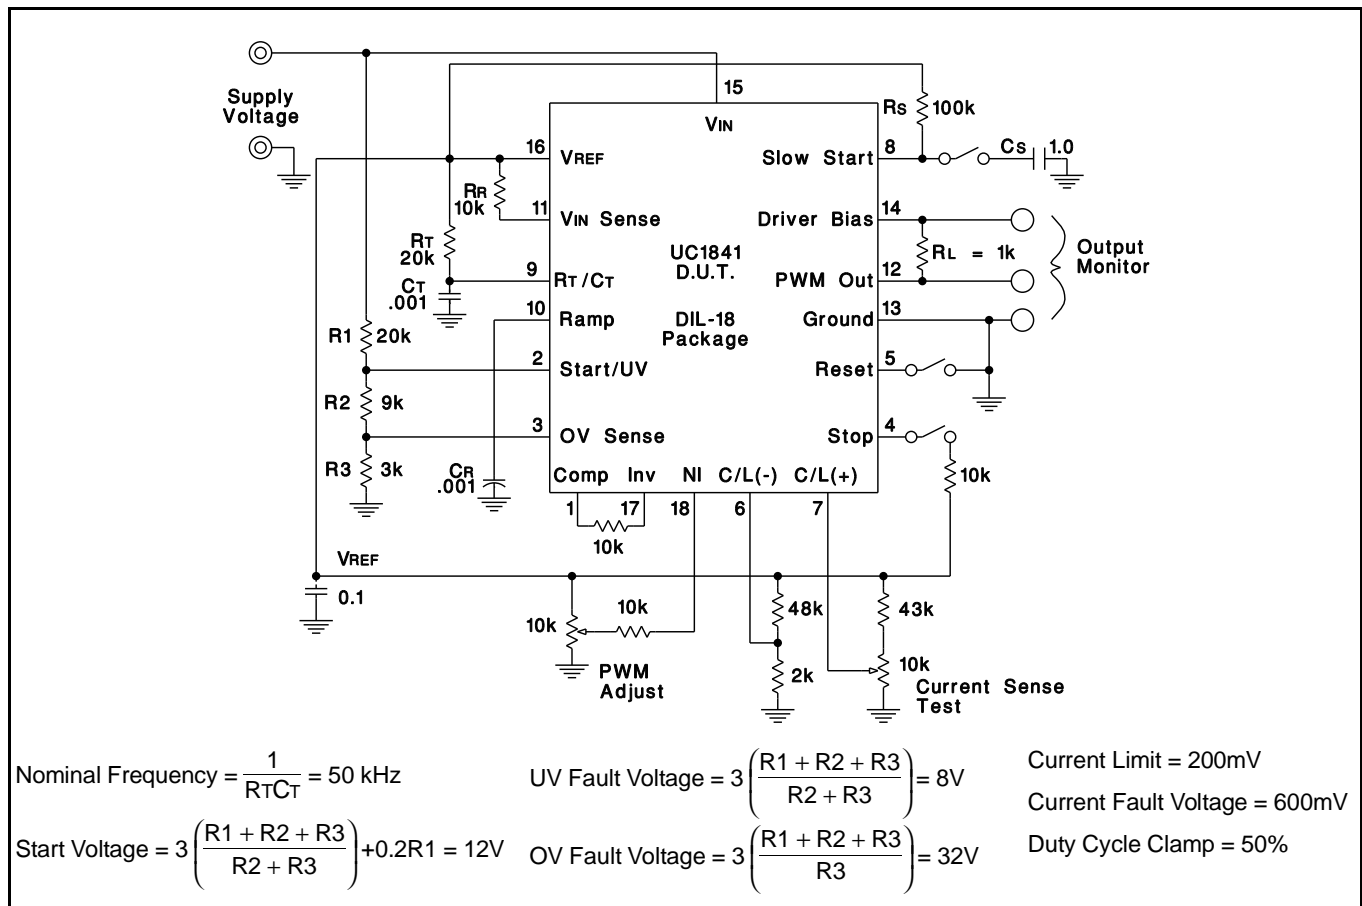 Supply
Voltage
15
VIN
RS 100k
16 VREF
Slow Start 8
CS 1.0
RR
10k
11 VIN Sense
Driver Bias 14
RT
20k
UC1841
D.U.T.
RL = 1k
Output
Monitor
9 RT/CT
PWM Out 12
CT
.001
10 Ramp
DIL-18
Package
Ground 13
R1 20k
2 Start/UV
Reset 5
R2 9k
3 OV Sense
Stop 4
R3 3k
CR
.001
Comp Inv NI C/L(-) C/L(+)
10k
1 17 18 6 7
10k
VREF
0.1
10k
10k
48k
43k
2k
10k
PWM
Adjust
Current Sense
Test
Nominal Frequency = 1 / RTCT = 50 kHz
Start Voltage = 3 (R1 + R2 + R3 / R2 + R3) +0.2R1 = 12V
UV Fault Voltage = 3 (R1 + R2 + R3 / R2 + R3) = 8V
OV Fault Voltage = 3 (R1 + R2 + R3 / R3) = 32V
Current Limit = 200mV
Current Fault Voltage = 600mV
Duty Cycle Clamp = 50%